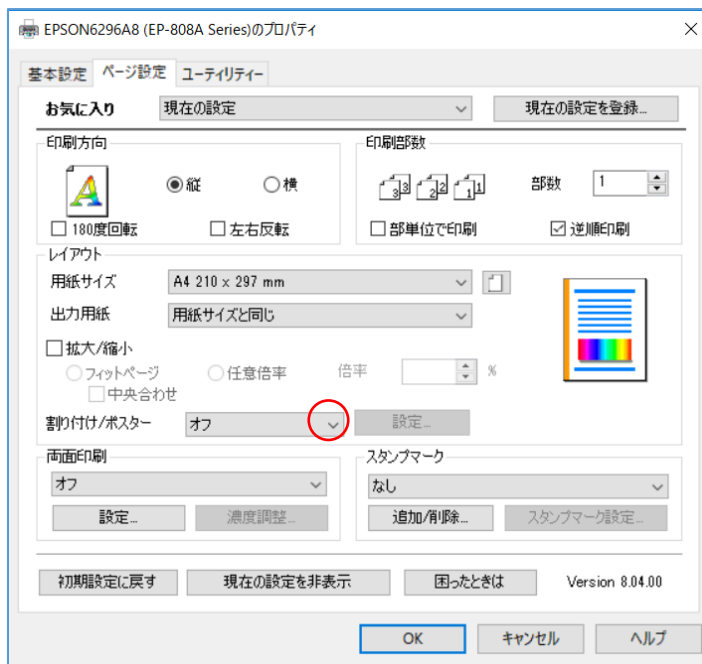 EPSON6296A8 (EP-808A Series)のプロパティ
基本設定 ページ設定 ユーティリティー
お気に入り 現在の設定 現在の設定を登録...
印刷方向 印刷部数
縦 横 部数 1
180度回転 左右反転 部単位で印刷 逆順印刷
レイアウト
用紙サイズ A4 210 x 297 mm
出力用紙 用紙サイズと同じ
拡大/縮小
フィットページ 任意倍率 倍率 %
中央合わせ
割り付け/ポスター オフ 設定...
両面印刷 スタンプマーク
オフ なし
設定... 濃度調整... 追加/削除... スタンプマーク設定...
初期設定に戻す 現在の設定を非表示 困ったときは Version 8.04.00
OK キャンセル ヘルプ